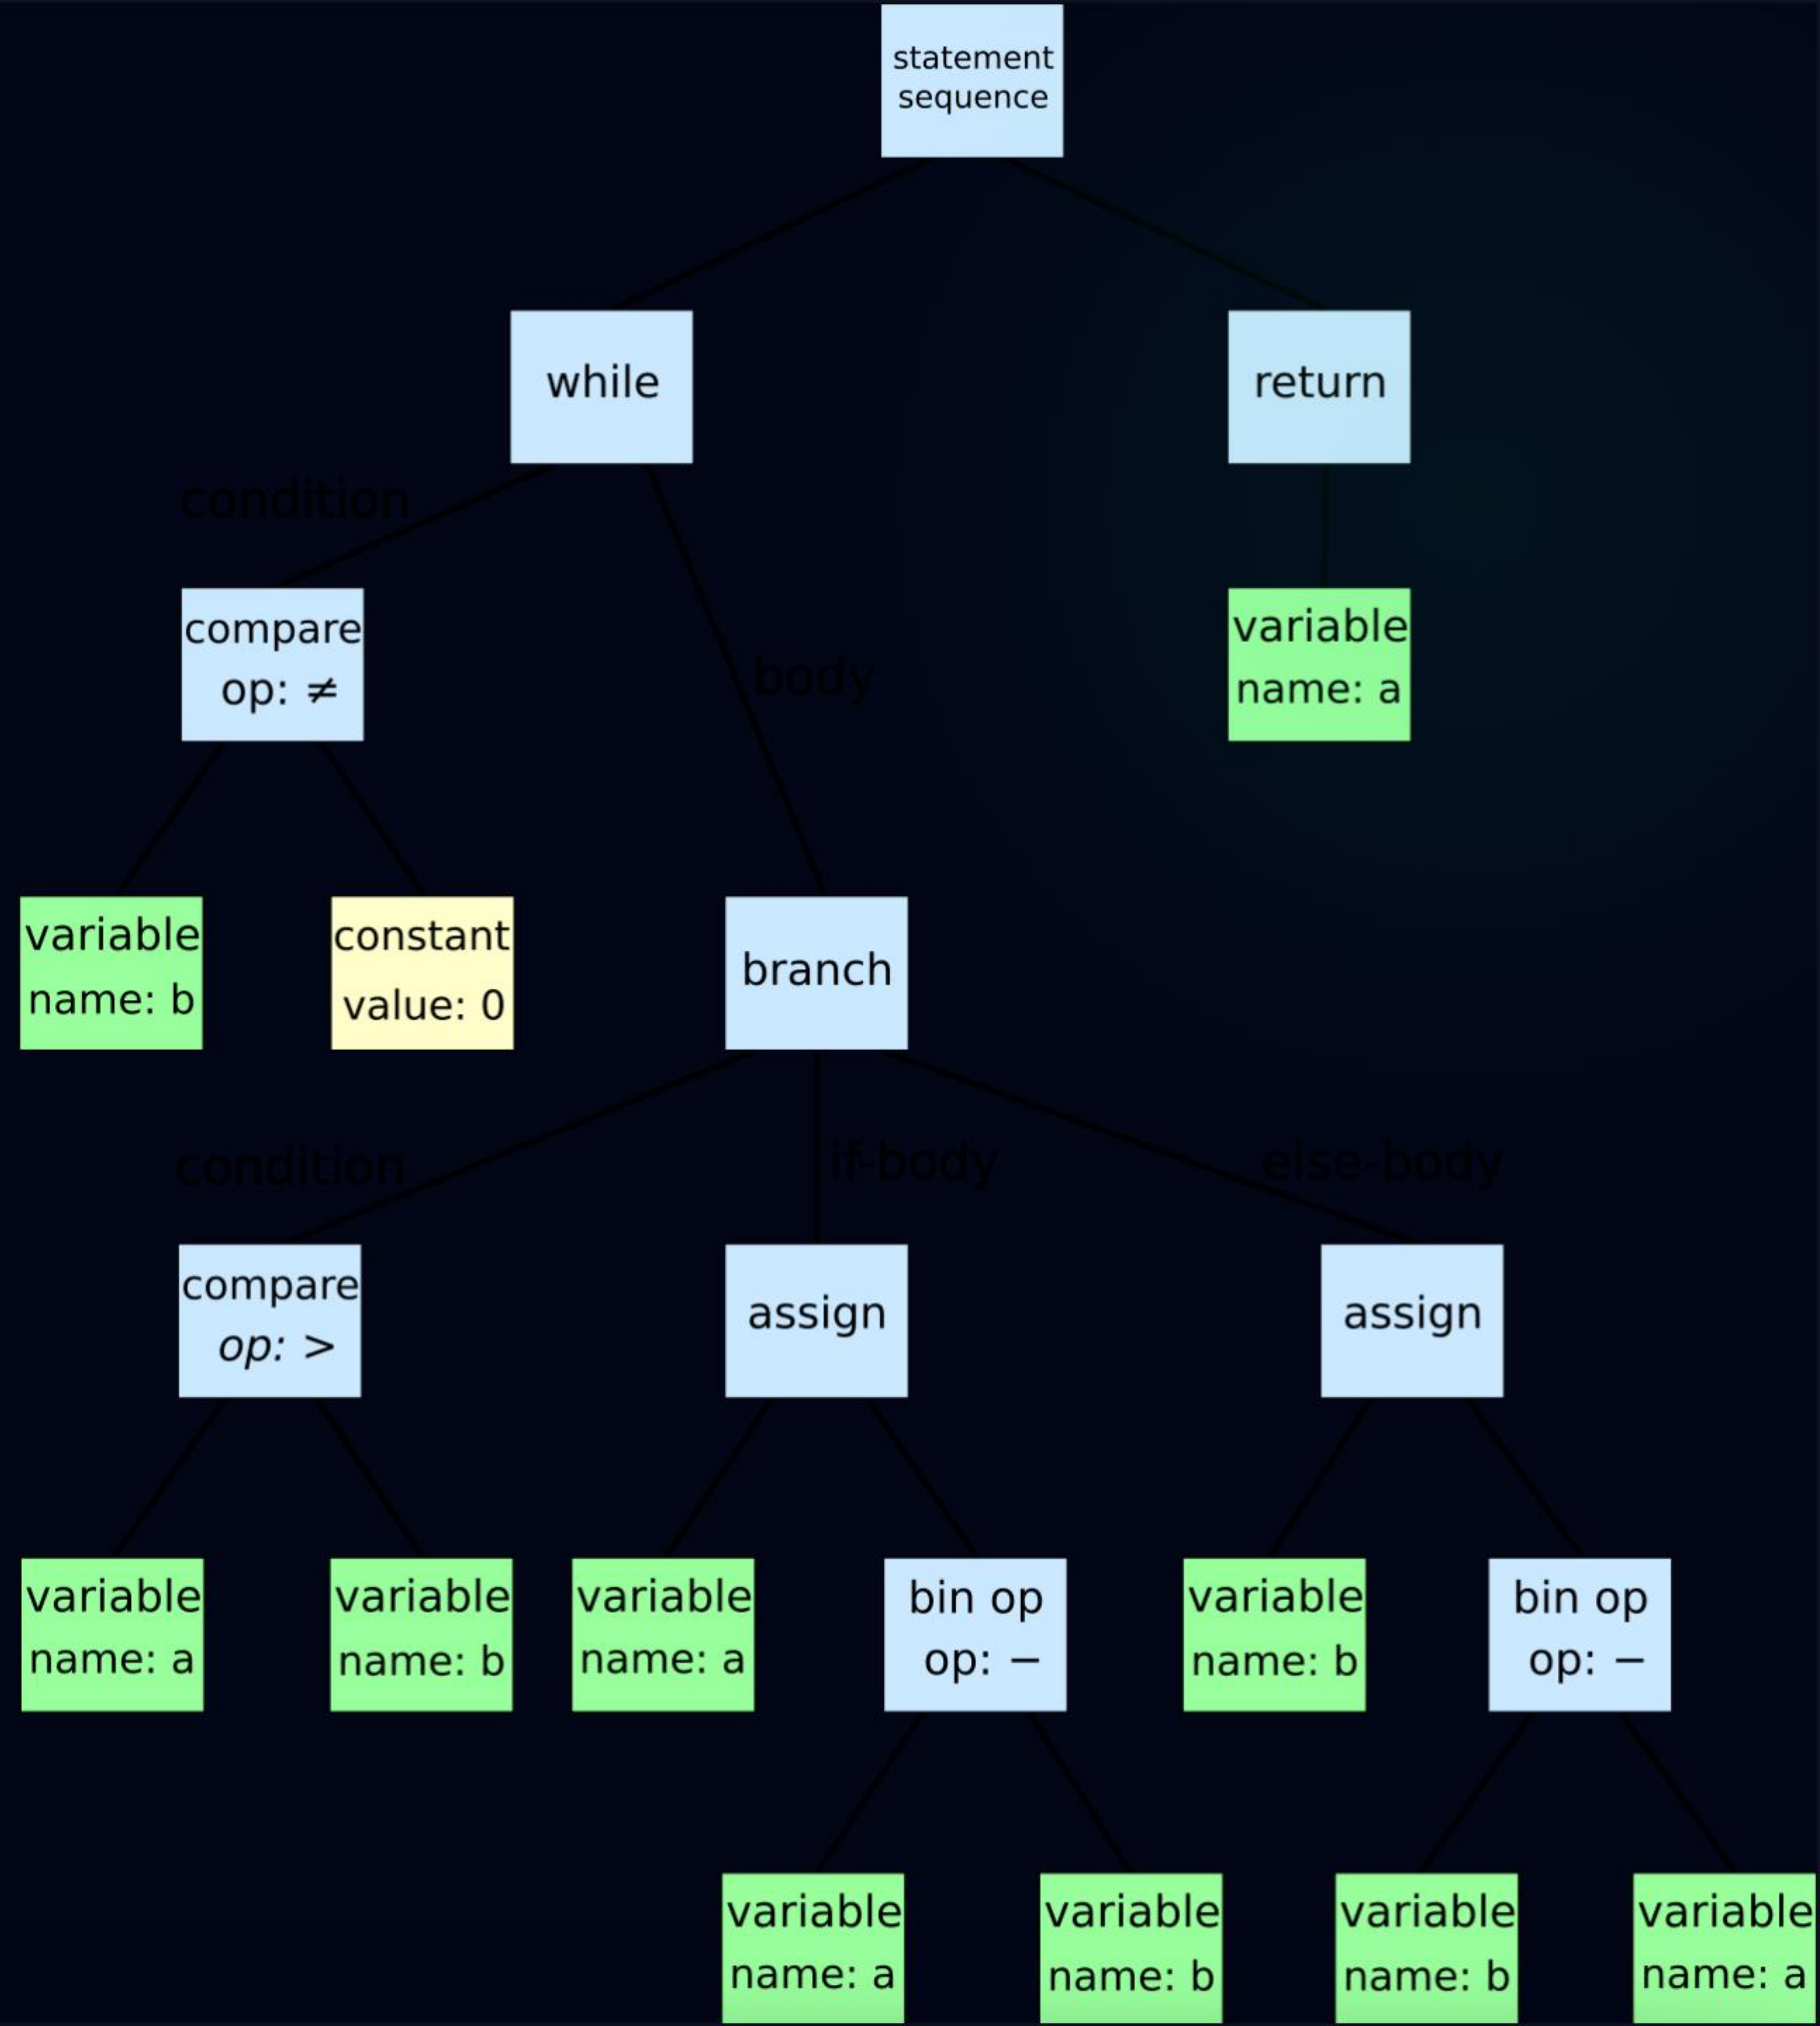 statement
sequence
while
return
condition
compare
op: ≠
body
variable
name: a
variable
name: b
constant
value: 0
branch
condition
if-body
else-body
compare
op: >
assign
assign
variable
name: a
variable
name: b
variable
name: a
bin op
op: −
variable
name: b
bin op
op: −
variable
name: a
variable
name: b
variable
name: b
variable
name: a